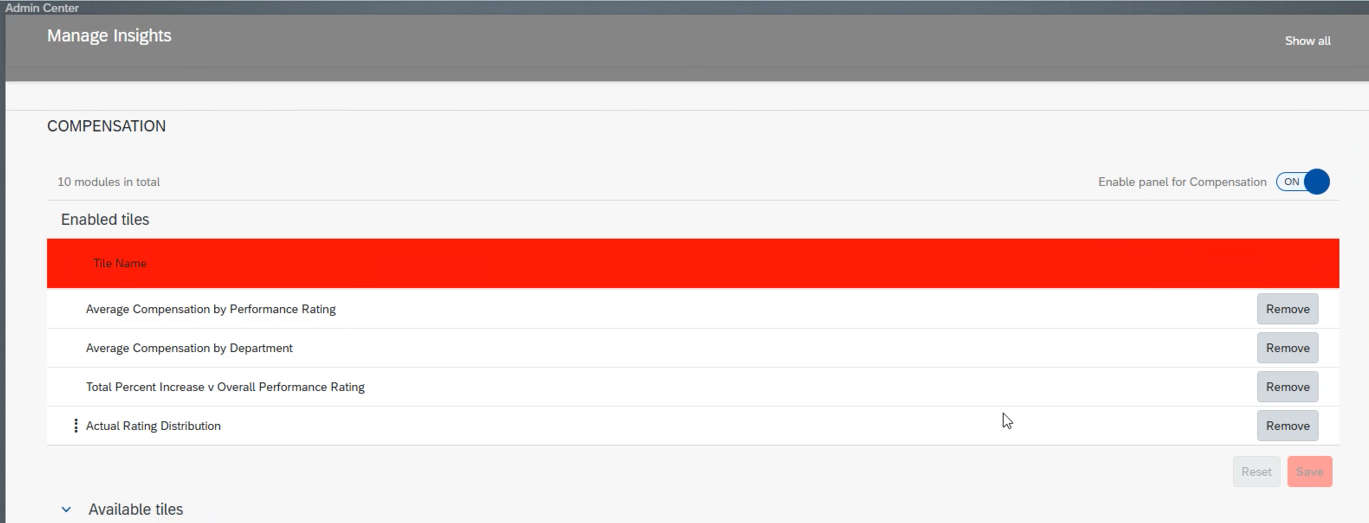 Admin Center
Manage Insights
Show all
COMPENSATION
10 modules in total
Enable panel for Compensation ON
Enabled tiles
Tile Name
Average Compensation by Performance Rating Remove
Average Compensation by Department Remove
Total Percent Increase v Overall Performance Rating Remove
Actual Rating Distribution Remove
Reset Save
Available tiles